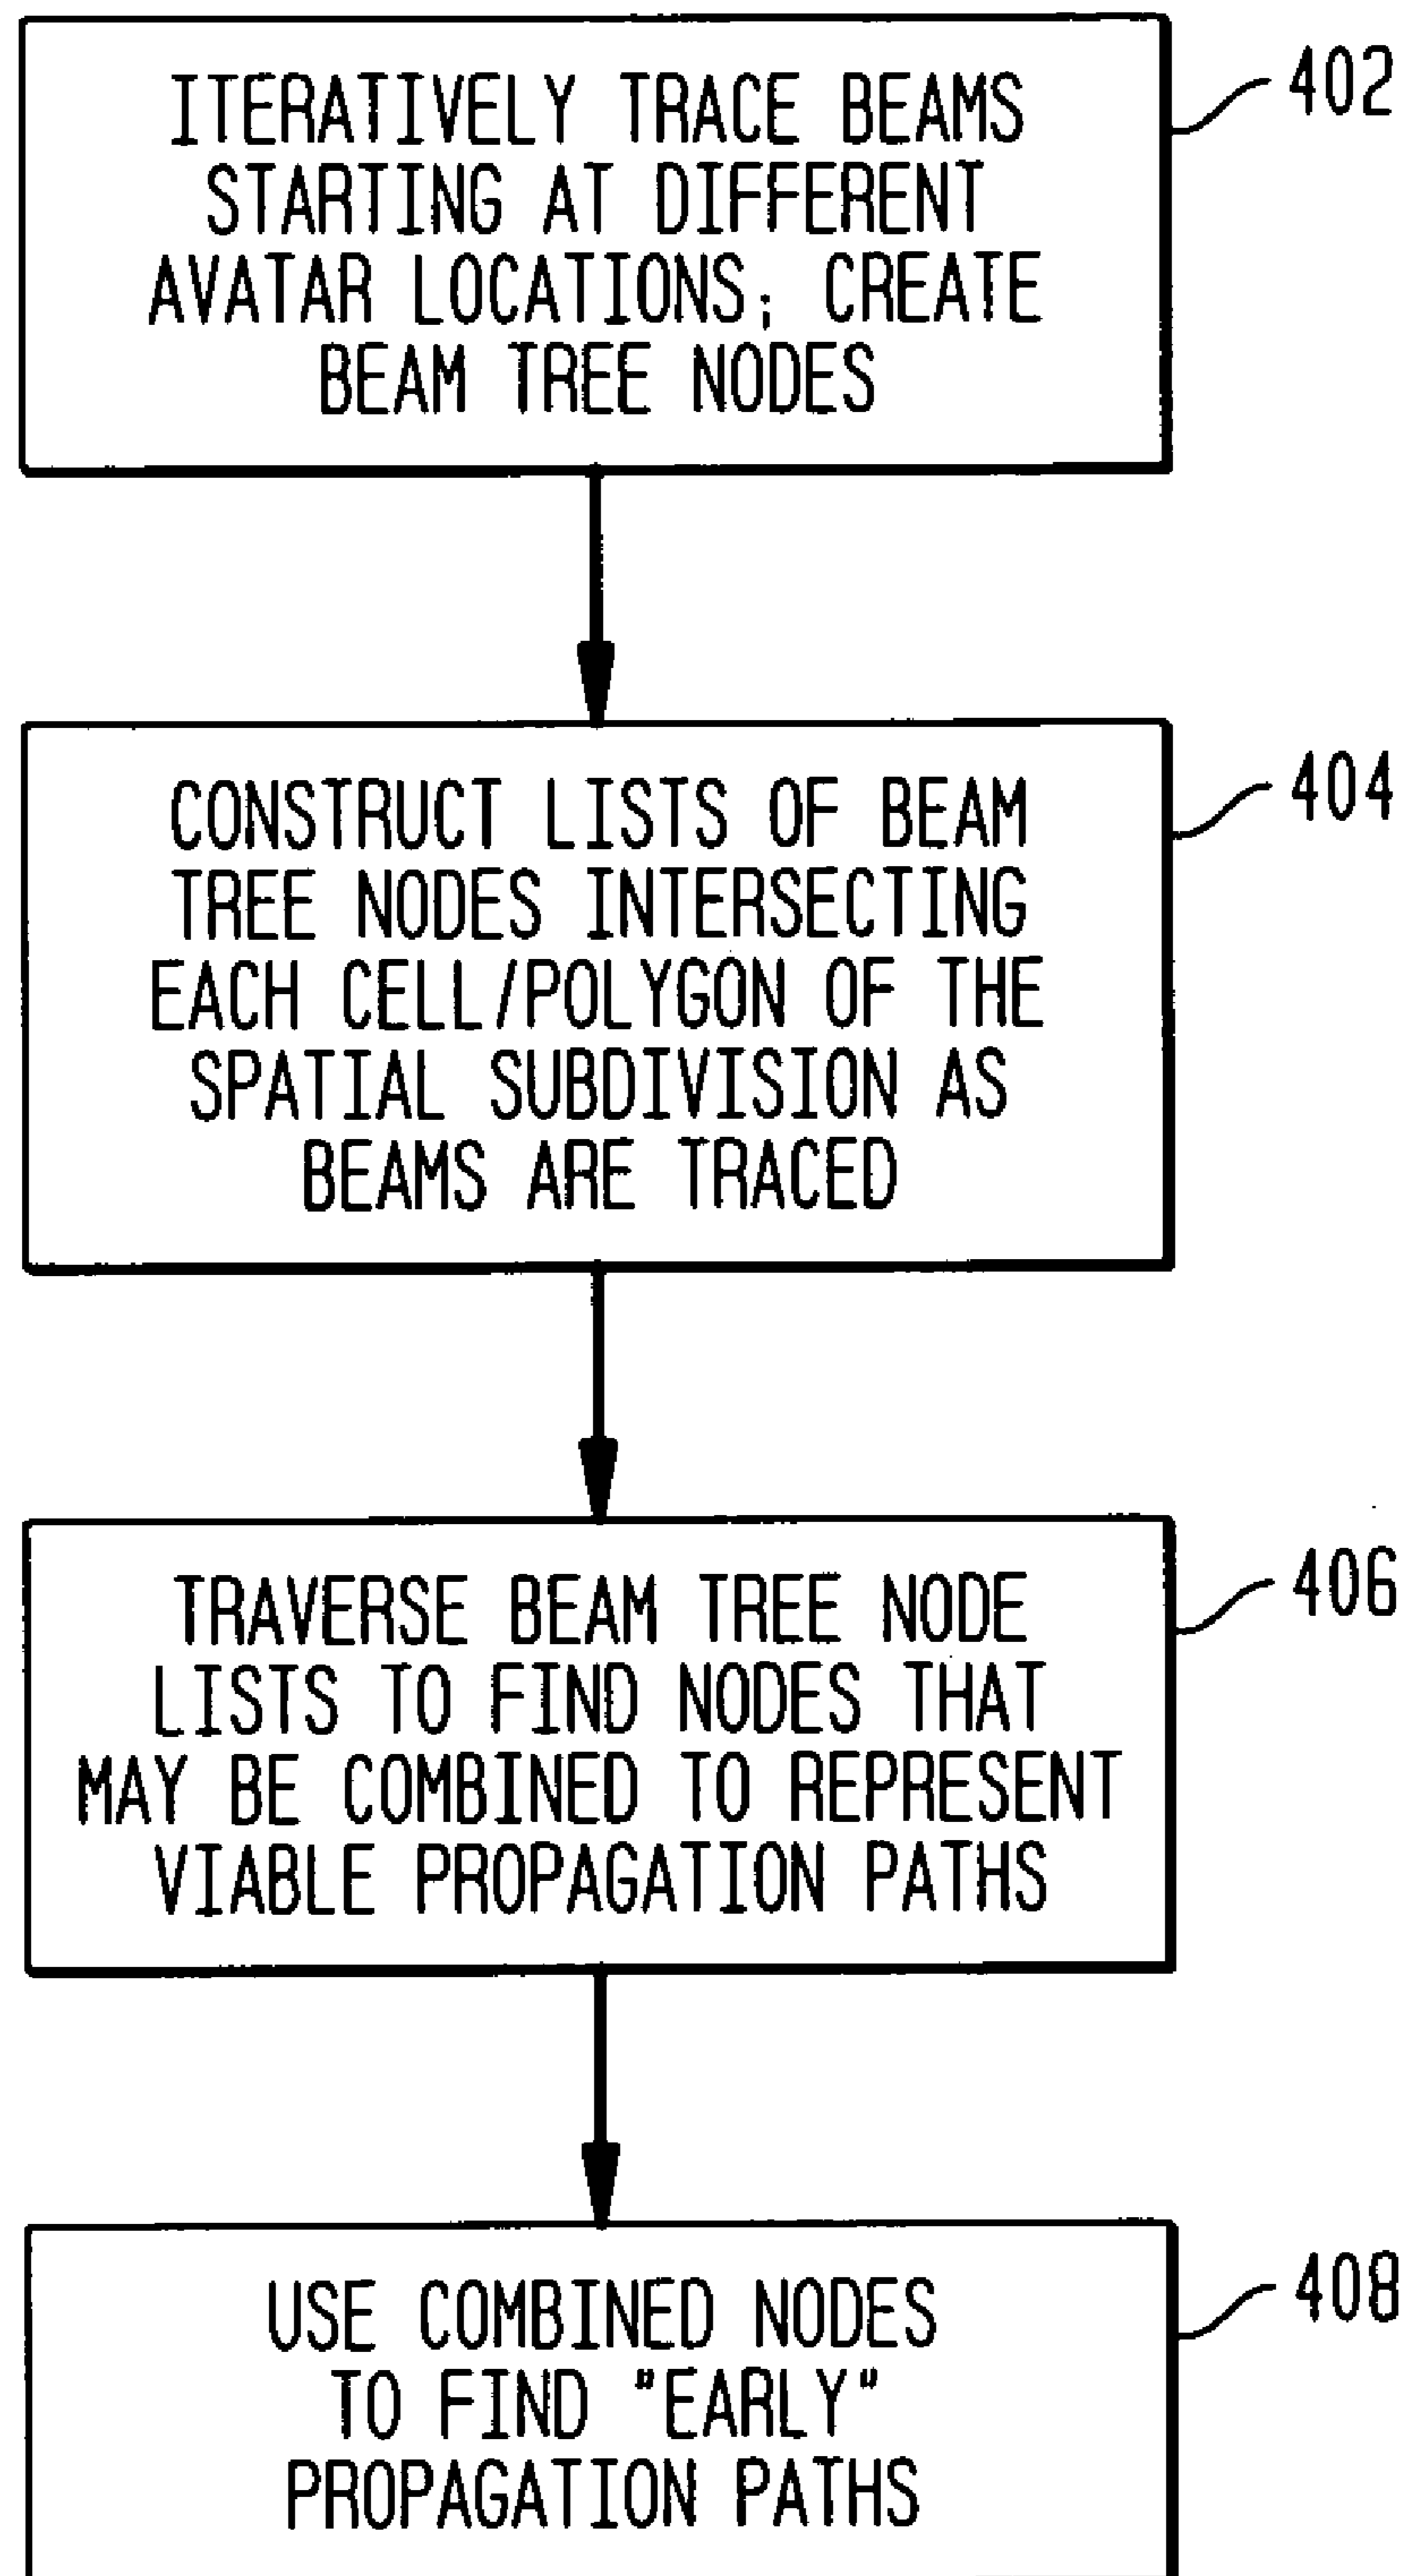 ITERATIVELY TRACE BEAMS
STARTING AT DIFFERENT
AVATAR LOCATIONS; CREATE
BEAM TREE NODES
402
CONSTRUCT LISTS OF BEAM
TREE NODES INTERSECTING
EACH CELL/POLYGON OF THE
SPATIAL SUBDIVISION AS
BEAMS ARE TRACED
404
TRAVERSE BEAM TREE NODE
LISTS TO FIND NODES THAT
MAY BE COMBINED TO REPRESENT
VIABLE PROPAGATION PATHS
406
USE COMBINED NODES
TO FIND "EARLY"
PROPAGATION PATHS
408